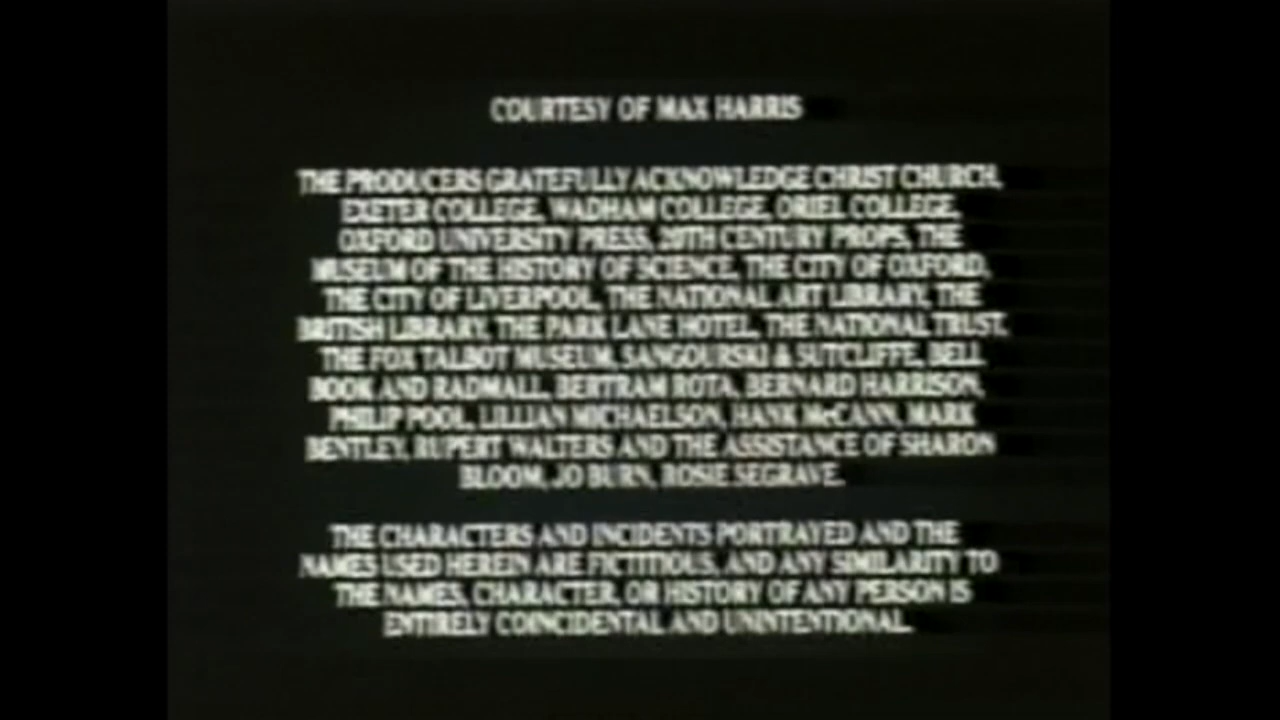 COURTESY OF MAX HARRIS
THE PRODUCERS GRATEFULLY ACKNOWLEDGE CHRIST CHURCH,
EXETER COLLEGE, WADHAM COLLEGE, ORIEL COLLEGE,
OXFORD UNIVERSITY PRESS, 20TH CENTURY PROPS, THE
MUSEUM OF THE HISTORY OF SCIENCE, THE CITY OF OXFORD,
THE CITY OF LIVERPOOL, THE NATIONAL ART LIBRARY, THE
BRITISH LIBRARY, THE PARK LANE HOTEL, THE NATIONAL TRUST,
THE FOX TALBOT MUSEUM, SANGOURSKI & SUTCLIFFE, BELL
BOOK AND RADMALL, BERTRAM ROTA, BERNARD HARRISON,
PHILIP POOL, LILLIAN MICHAELSON, HANK McCANN, MARK
BENTLEY, RUPERT WALTERS AND THE ASSISTANCE OF SHARON
BLOOM, JO BURN, ROSIE SEGRAVE.
THE CHARACTERS AND INCIDENTS PORTRAYED AND THE
NAMES USED HEREIN ARE FICTITIOUS, AND ANY SIMILARITY TO
THE NAMES, CHARACTER, OR HISTORY OF ANY PERSON IS
ENTIRELY COINCIDENTAL AND UNINTENTIONAL.